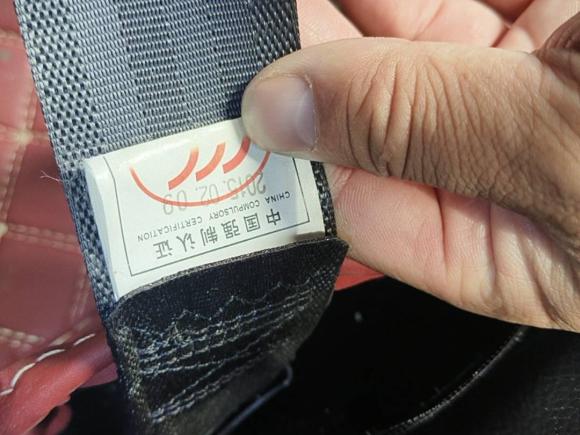 2015.02.09
CHINA COMPULSORY CERTIFICATION
中国强制认证